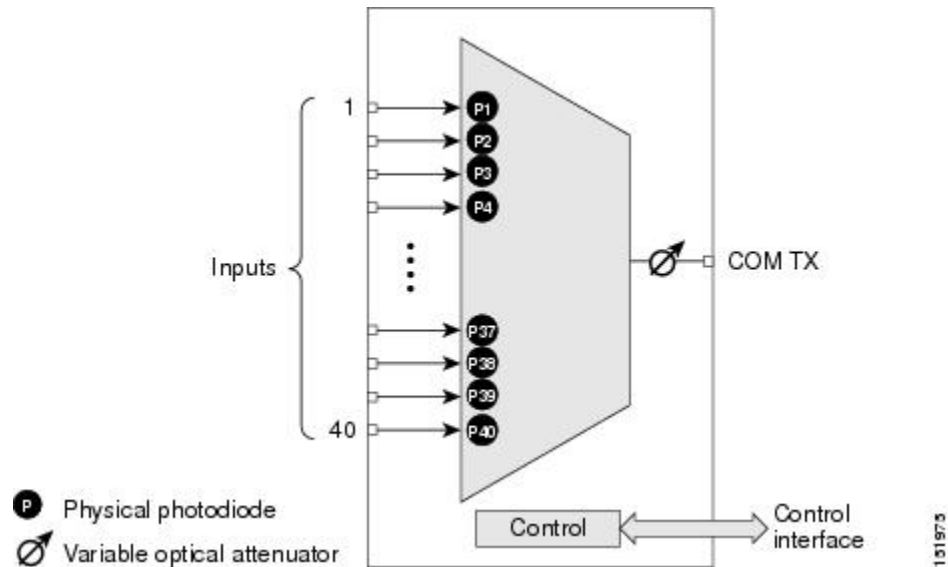 1
P1
P2
P3
P4
Inputs
COM TX
P37
P38
P39
40
P40
P Physical photodiode
Variable optical attenuator
Control
Control
interface
151975